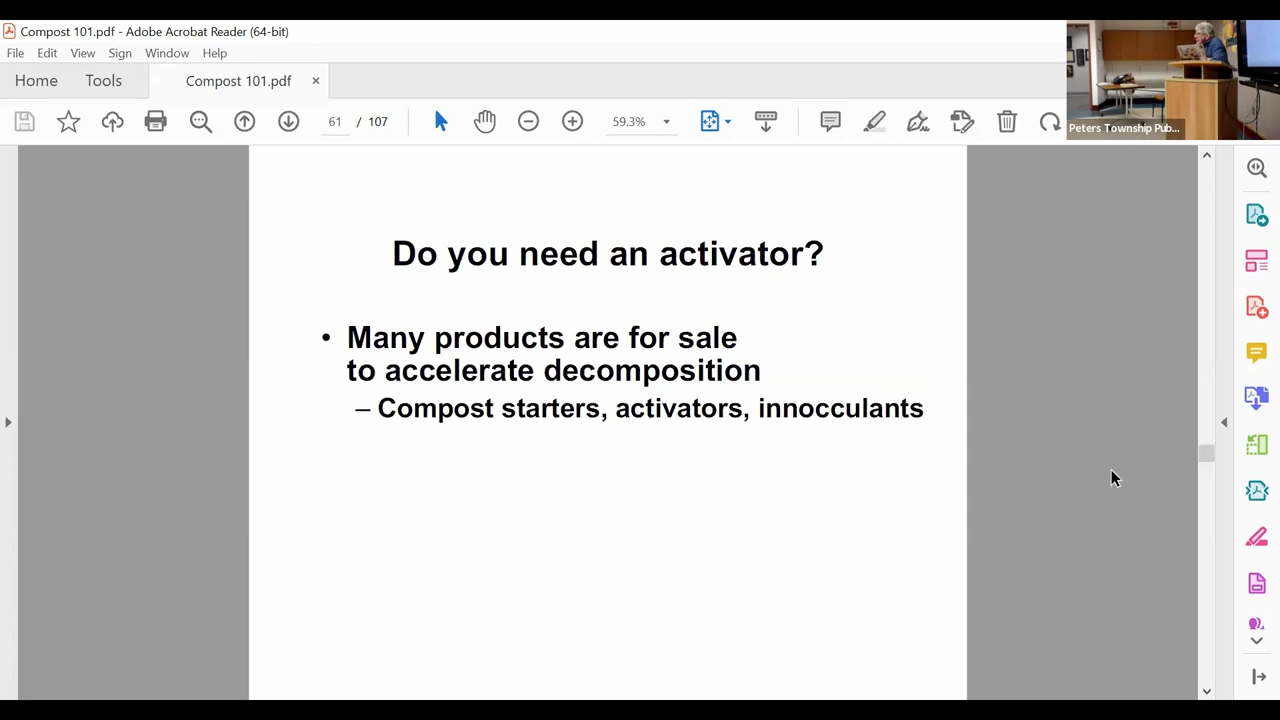 Compost 101.pdf - Adobe Acrobat Reader (64-bit)
File Edit View Sign Window Help
Home Tools Compost 101.pdf ×
61 / 107 59.3%
Peters Township Pub...
Do you need an activator?
• Many products are for sale
to accelerate decomposition
– Compost starters, activators, innocculants